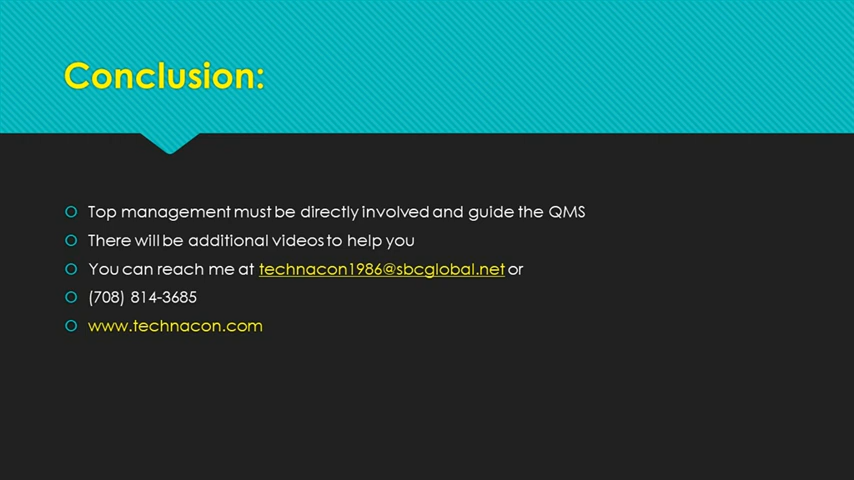 Conclusion:
Top management must be directly involved and guide the QMS
There will be additional videos to help you
You can reach me at technacon1986@sbcglobal.net or
(708) 814-3685
www.technacon.com